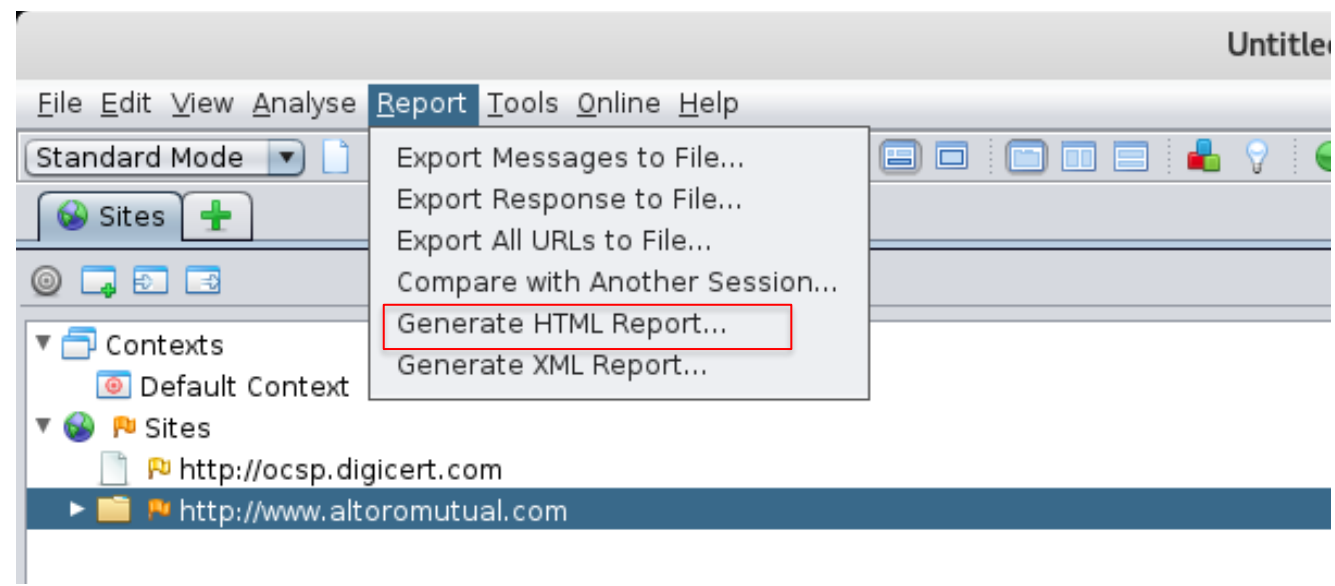 Untitled
File Edit View Analyse Report Tools Online Help
Standard Mode
Export Messages to File...
Export Response to File...
Export All URLs to File...
Compare with Another Session...
Generate HTML Report...
Generate XML Report...
Sites
Contexts
Default Context
Sites
http://ocsp.digicert.com
http://www.altoromutual.com